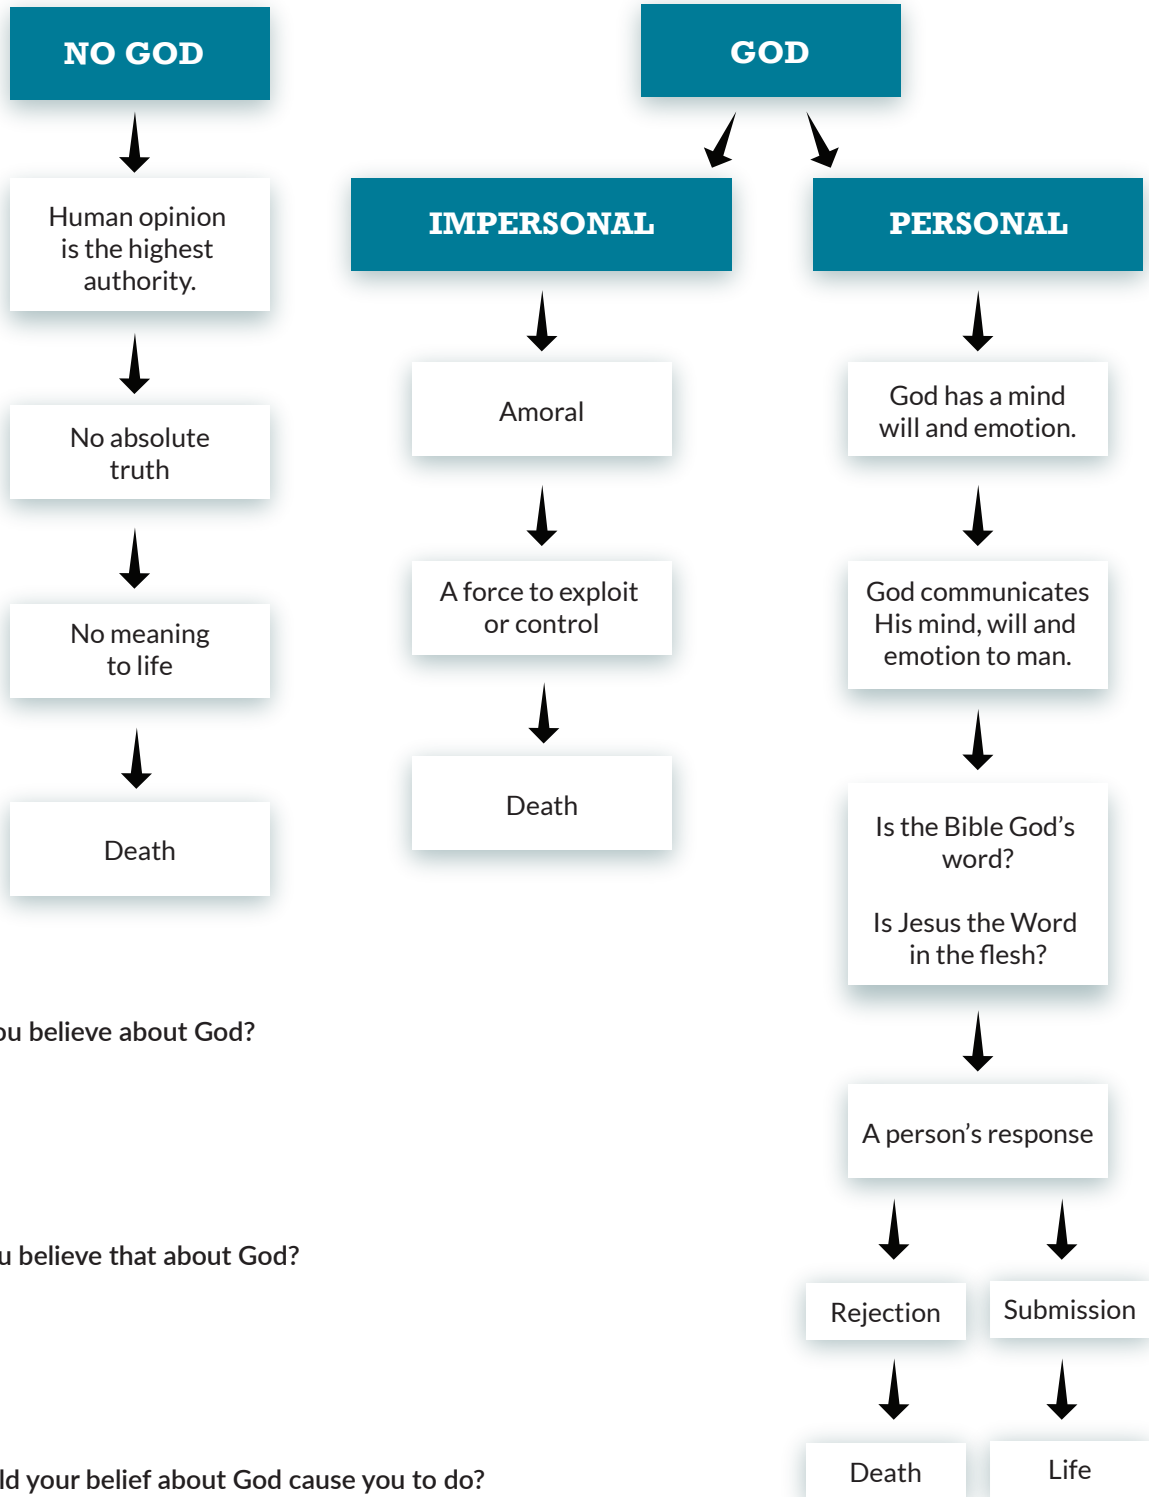 NO GOD
Human opinion
is the highest
authority.
No absolute
truth
No meaning
to life
Death
GOD
IMPERSONAL
Amoral
A force to exploit
or control
Death
PERSONAL
God has a mind
will and emotion.
God communicates
His mind, will and
emotion to man.
Is the Bible God’s
word?
Is Jesus the Word
in the flesh?
A person’s response
Rejection
Submission
Death
Life
believe about God?
believe that about God?
your belief about God cause you to do?